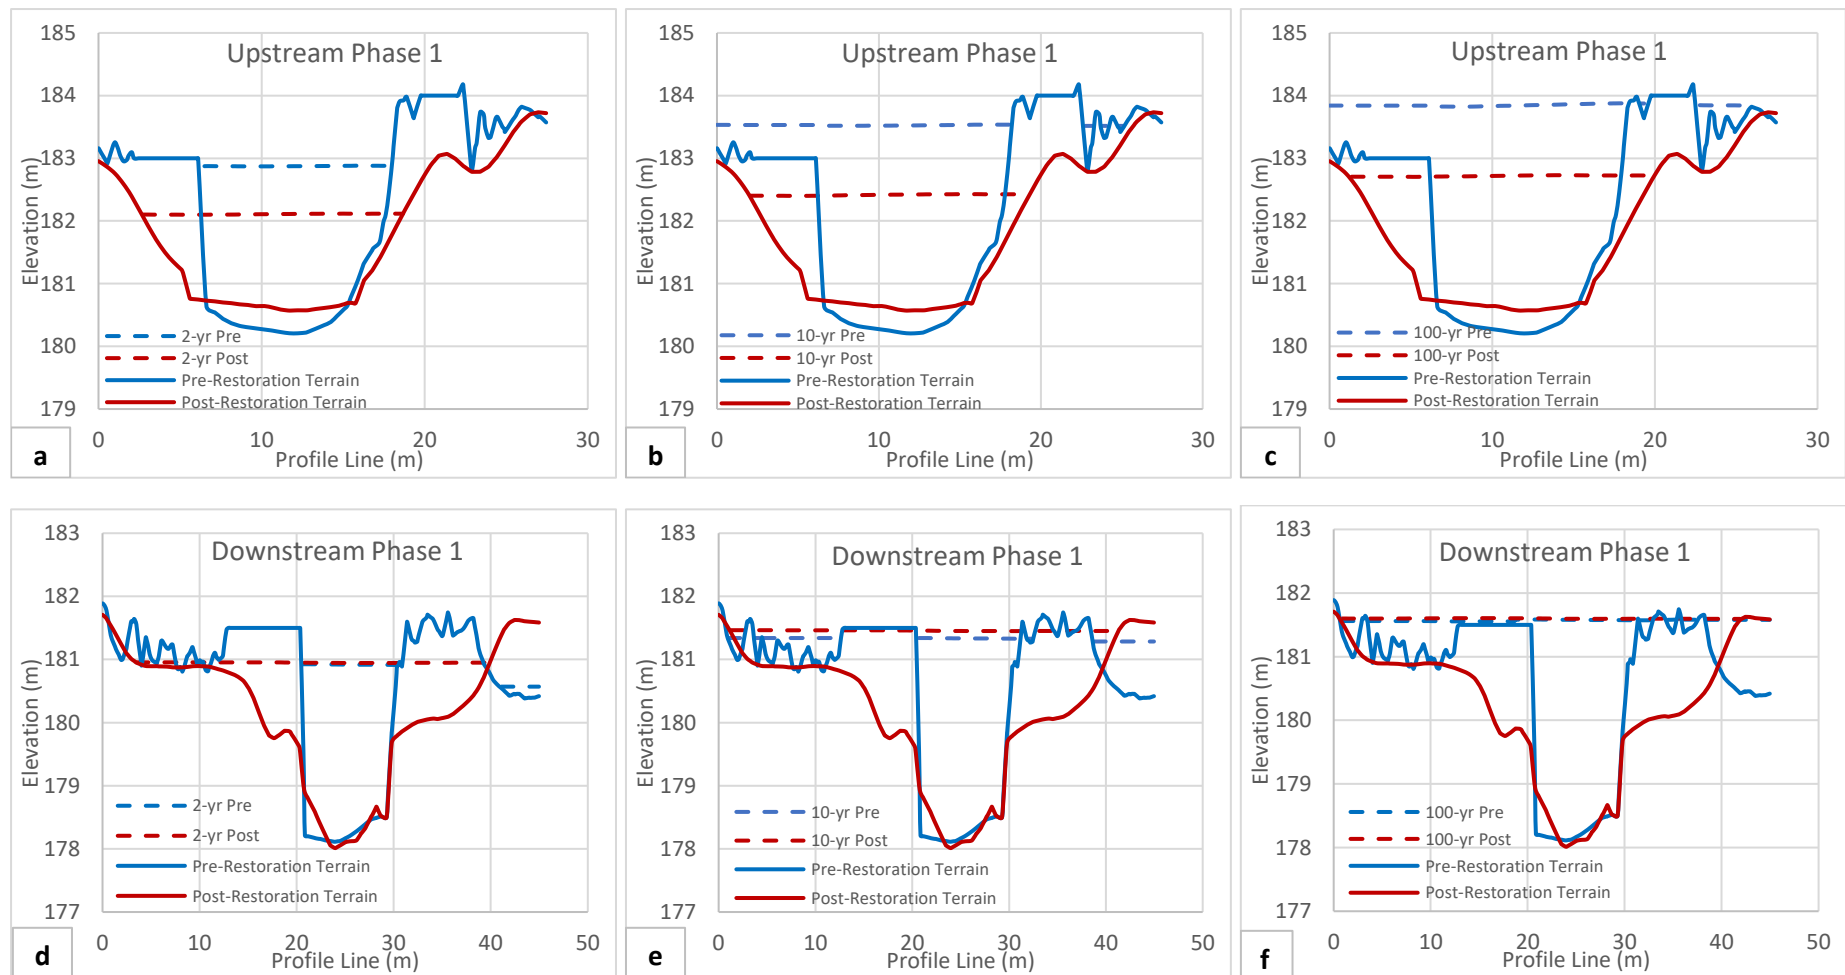 Upstream Phase 1
185
184
183
182
181
180
179
Elevation (m)
2-yr Pre
2-yr Post
Pre-Restoration Terrain
Post-Restoration Terrain
0 10 20 30
Profile Line (m)
a
Upstream Phase 1
185
184
183
182
181
180
179
Elevation (m)
10-yr Pre
10-yr Post
Pre-Restoration Terrain
Post-Restoration Terrain
0 10 20 30
Profile Line (m)
b
Upstream Phase 1
185
184
183
182
181
180
179
Elevation (m)
100-yr Pre
100-yr Post
Pre-Restoration Terrain
Post-Restoration Terrain
0 10 20 30
Profile Line (m)
c
Downstream Phase 1
183
182
181
180
179
178
177
Elevation (m)
2-yr Pre
2-yr Post
Pre-Restoration Terrain
Post-Restoration Terrain
0 10 20 30 40 50
Profile Line (m)
d
Downstream Phase 1
183
182
181
180
179
178
177
Elevation (m)
10-yr Pre
10-yr Post
Pre-Restoration Terrain
Post-Restoration Terrain
0 10 20 30 40 50
Profile Line (m)
e
Downstream Phase 1
183
182
181
180
179
178
177
Elevation (m)
100-yr Pre
100-yr Post
Pre-Restoration Terrain
Post-Restoration Terrain
0 10 20 30 40 50
Profile Line (m)
f